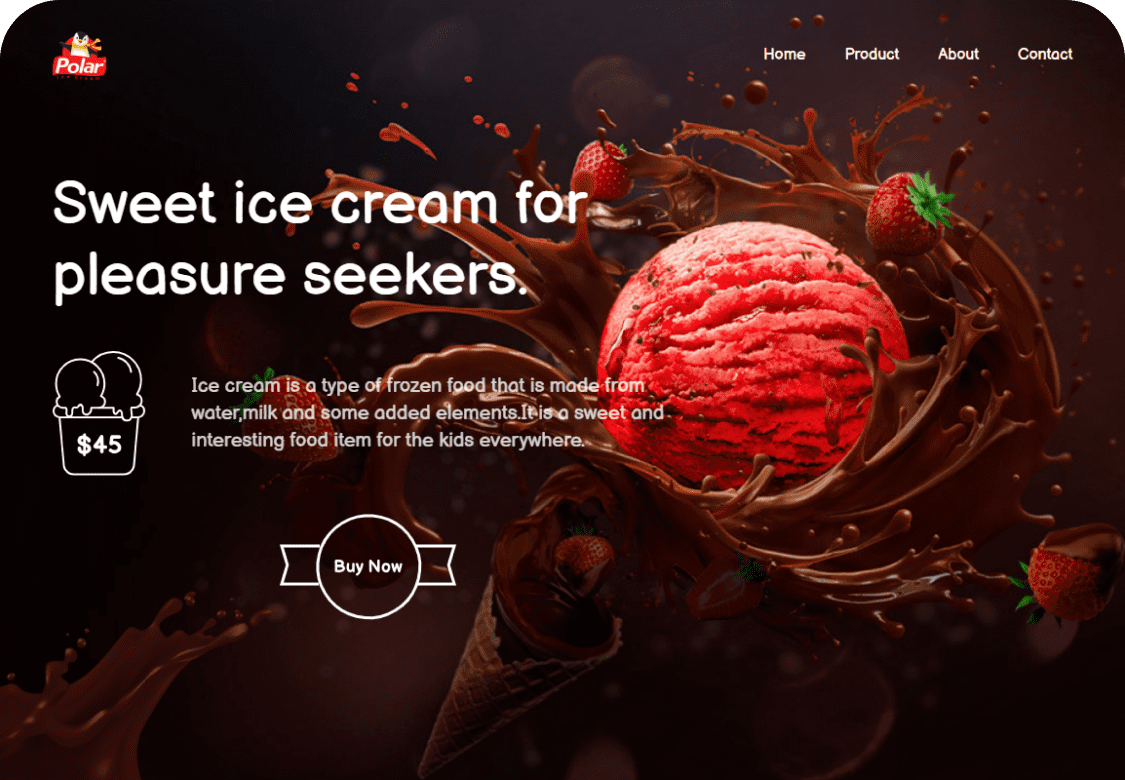 Polar
Home Product About Contact
Sweet ice cream for
pleasure seekers.
$45
Ice cream is a type of frozen food that is made from
water,milk and some added elements.It is a sweet and
interesting food item for the kids everywhere.
Buy Now